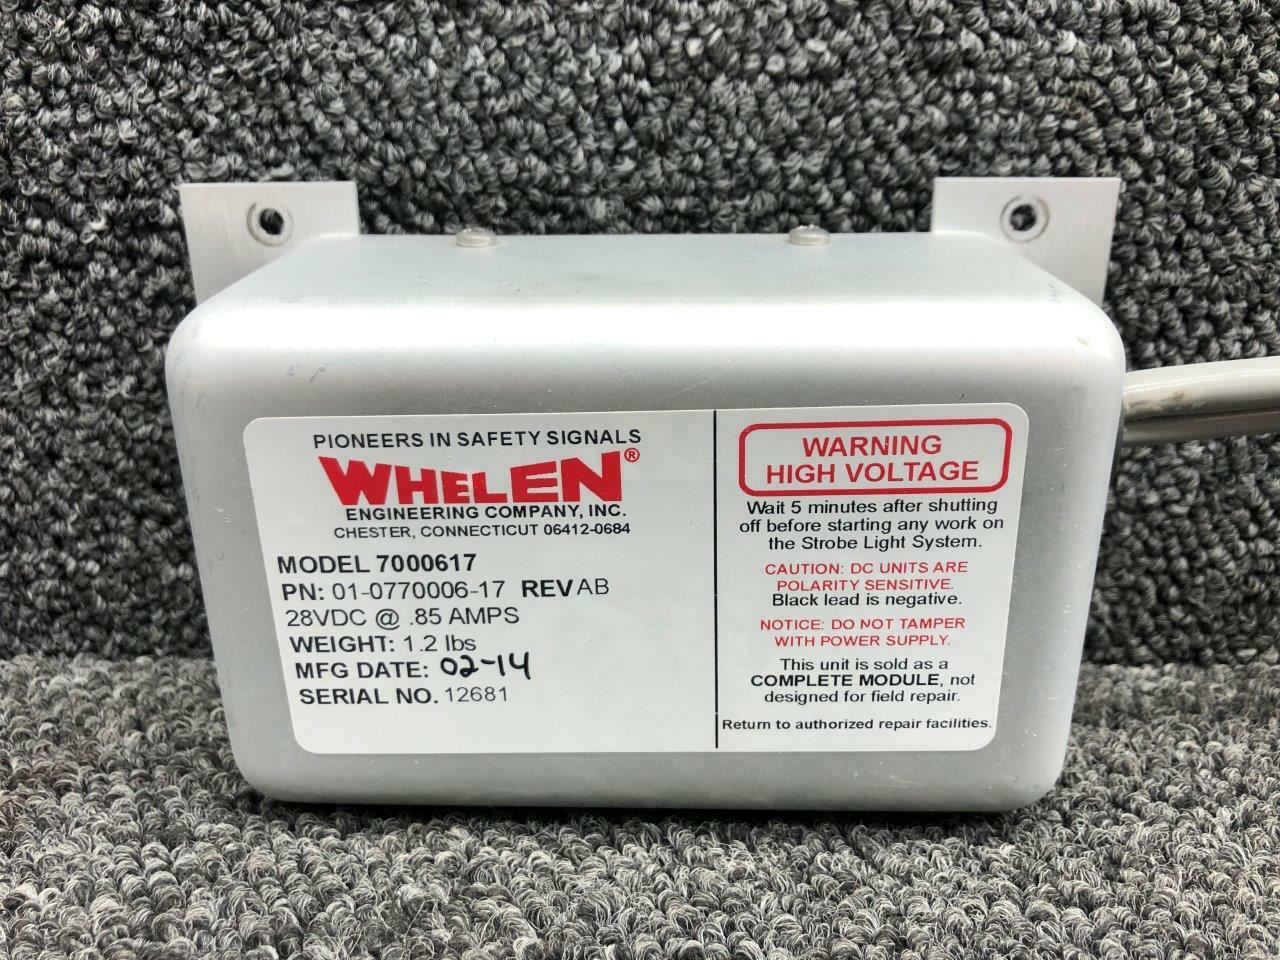 PIONEERS IN SAFETY SIGNALS
WHELEN®
ENGINEERING COMPANY, INC.
CHESTER, CONNECTICUT 06412-0684
MODEL 7000617
PN: 01-0770006-17 REV AB
28VDC @ .85 AMPS
WEIGHT: 1.2 lbs
MFG DATE: 02-14
SERIAL NO. 12681
WARNING
HIGH VOLTAGE
Wait 5 minutes after shutting
off before starting any work on
the Strobe Light System.
CAUTION: DC UNITS ARE
POLARITY SENSITIVE.
Black lead is negative.
NOTICE: DO NOT TAMPER
WITH POWER SUPPLY.
This unit is sold as a
COMPLETE MODULE, not
designed for field repair.
Return to authorized repair facilities.